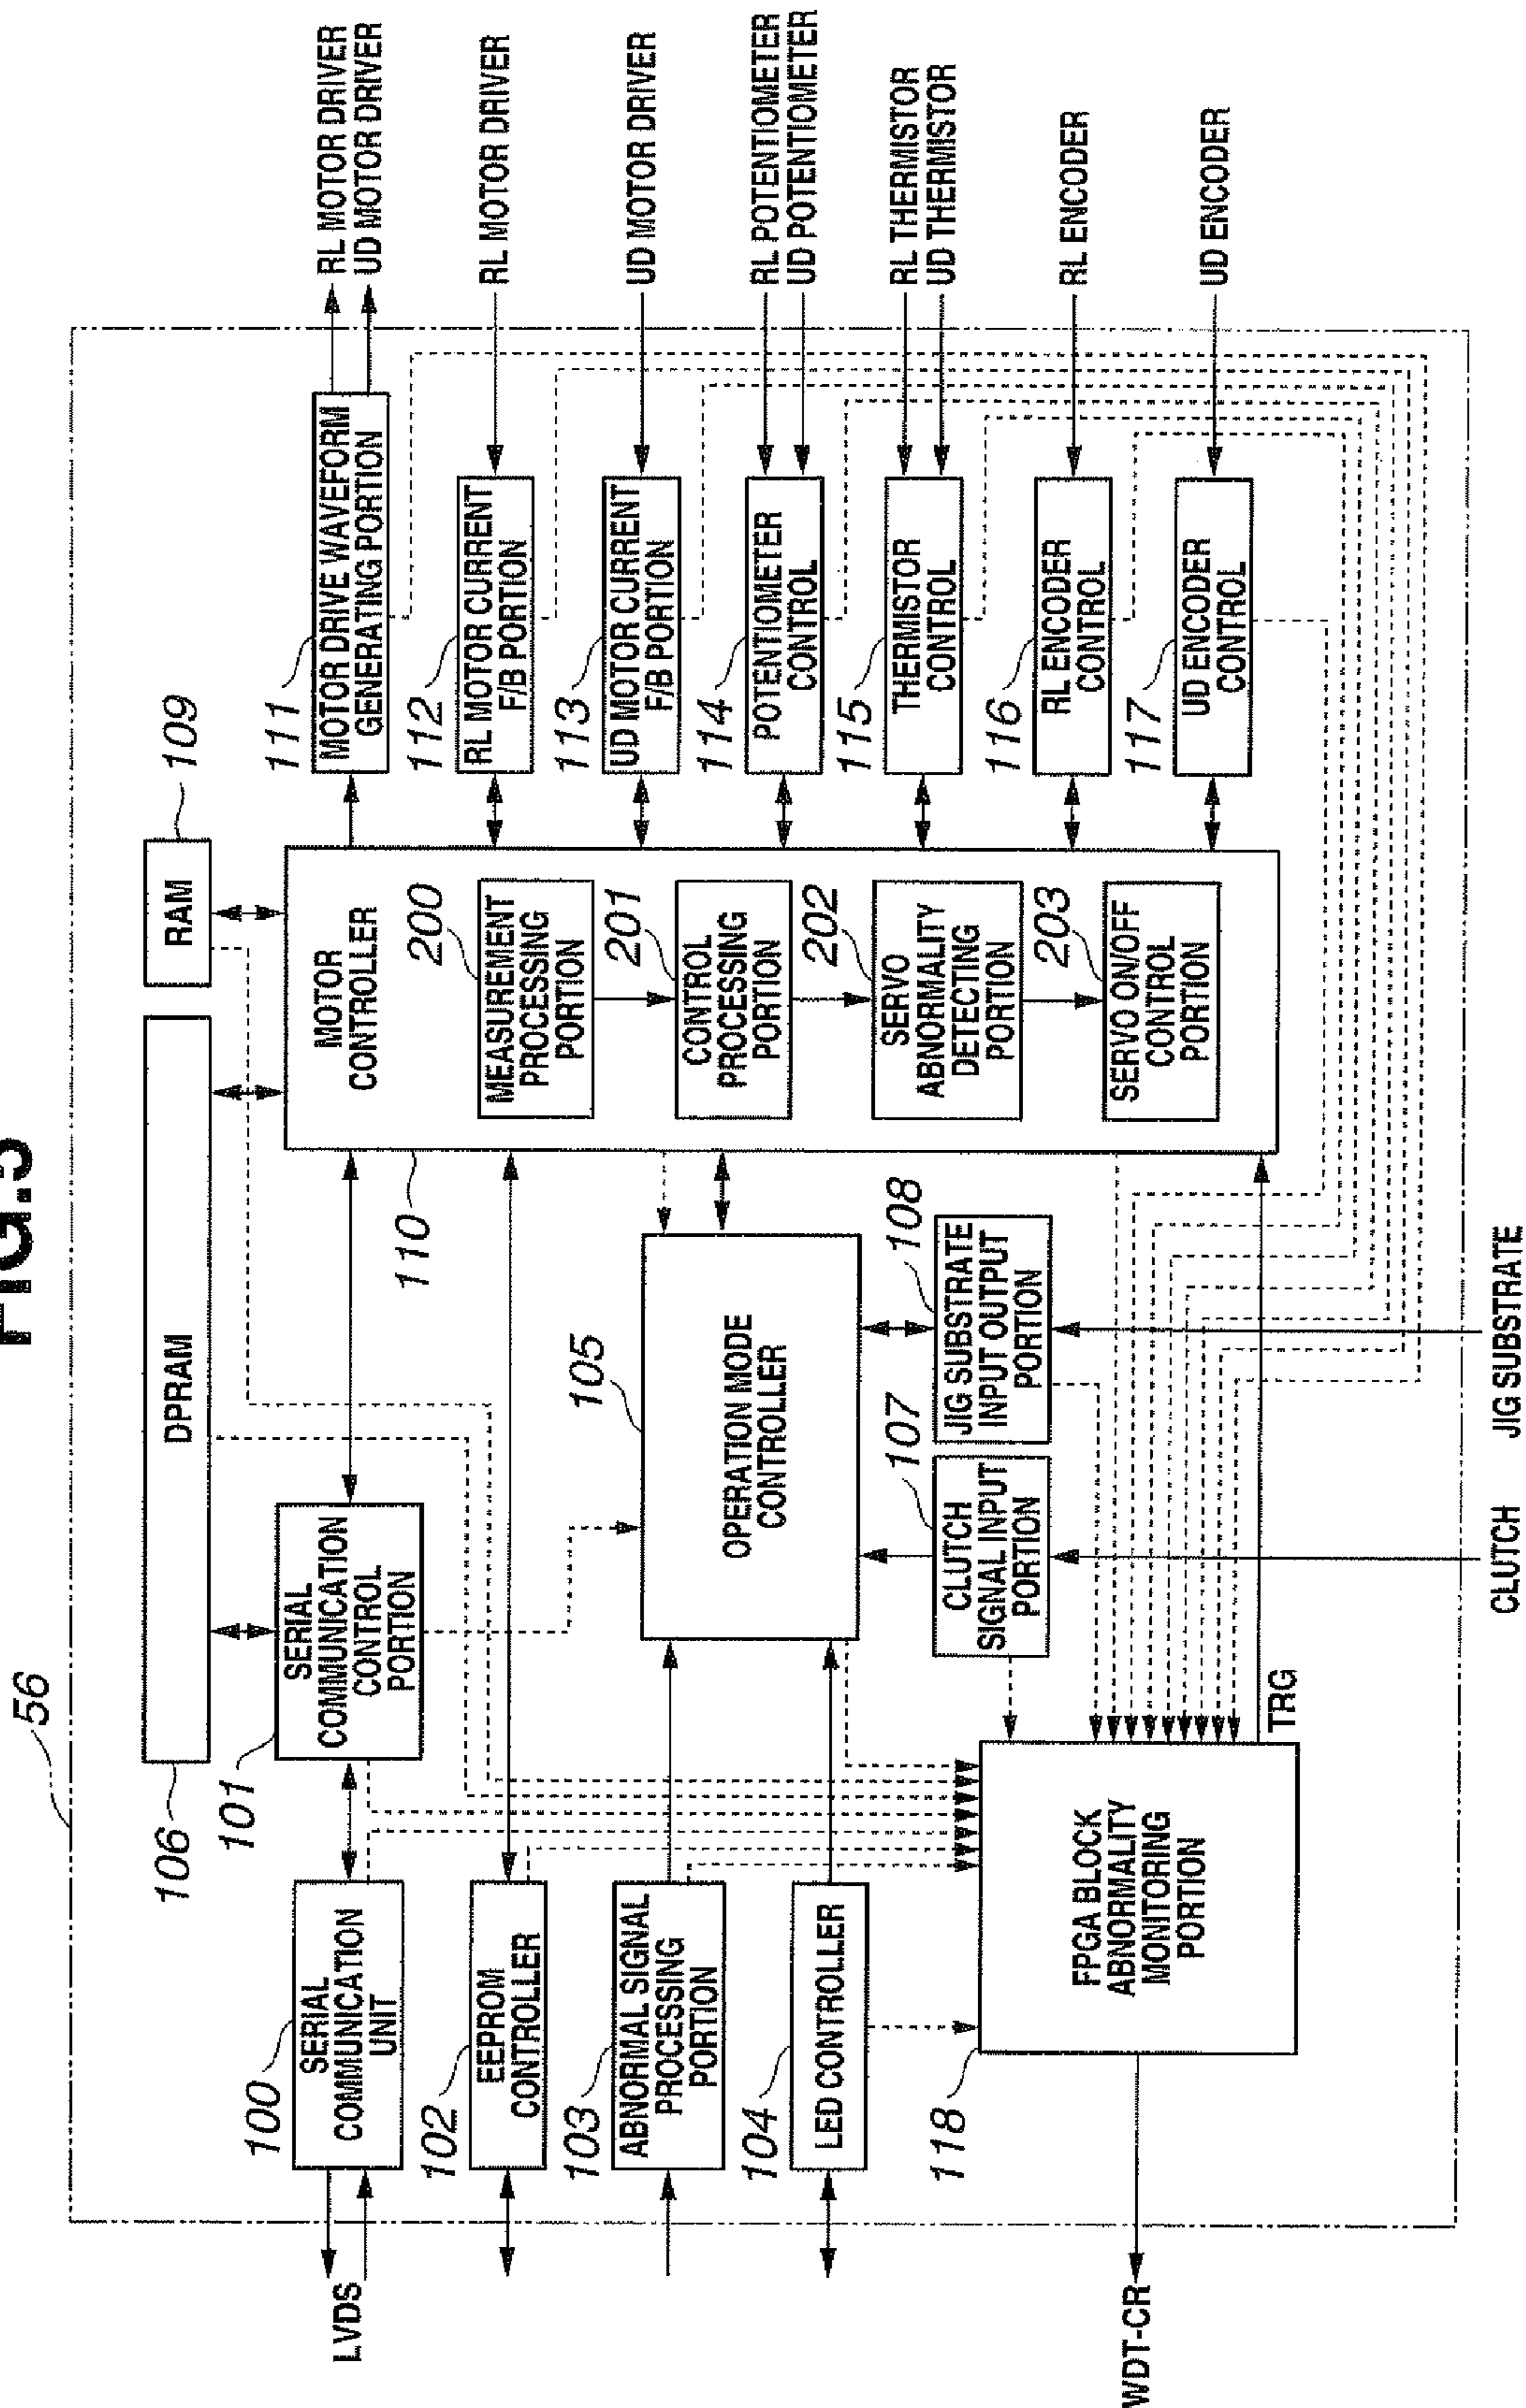 FIG.5
56
106
DPRAM
RAM
109
LVDS
100
SERIAL
COMMUNICATION
UNIT
101
SERIAL
COMMUNICATION
CONTROL
PORTION
102
EEPROM
CONTROLLER
103
ABNORMAL SIGNAL
PROCESSING
PORTION
104
LED CONTROLLER
105
OPERATION MODE
CONTROLLER
107
CLUTCH
SIGNAL INPUT
PORTION
108
JIG SUBSTRATE
INPUT OUTPUT
PORTION
110
MOTOR
CONTROLLER
200
MEASUREMENT
PROCESSING
PORTION
201
CONTROL
PROCESSING
PORTION
202
SERVO
ABNORMALITY
DETECTING
PORTION
203
SERVO ON/OFF
CONTROL
PORTION
111
MOTOR DRIVE WAVEFORM
GENERATING PORTION
RL MOTOR DRIVER
UD MOTOR DRIVER
112
RL MOTOR CURRENT
F/B PORTION
RL MOTOR DRIVER
113
UD MOTOR CURRENT
F/B PORTION
UD MOTOR DRIVER
114
POTENTIOMETER
CONTROL
RL POTENTIOMETER
UD POTENTIOMETER
115
THERMISTOR
CONTROL
RL THERMISTOR
UD THERMISTOR
116
RL ENCODER
CONTROL
RL ENCODER
117
UD ENCODER
CONTROL
UD ENCODER
118
FPGA BLOCK
ABNORMALITY
MONITORING
PORTION
TRG
WDT-CR
CLUTCH
JIG SUBSTRATE